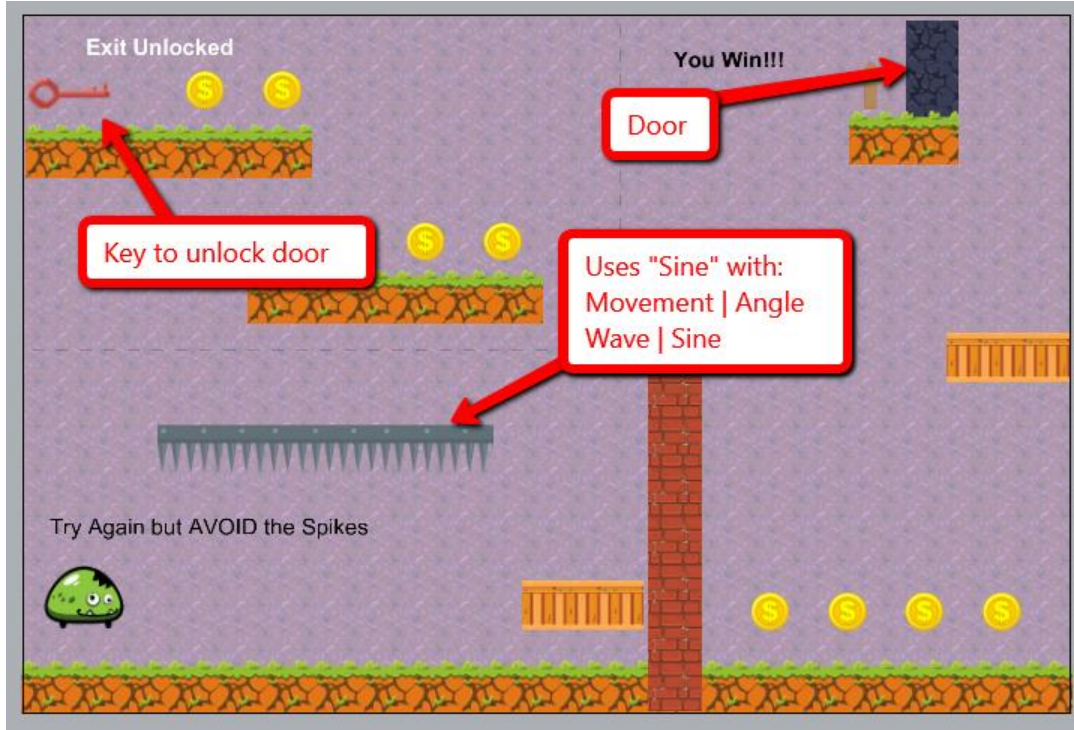 Exit Unlocked
You Win!!!
Door
Key to unlock door
Uses "Sine" with:
Movement | Angle
Wave | Sine
Try Again but AVOID the Spikes